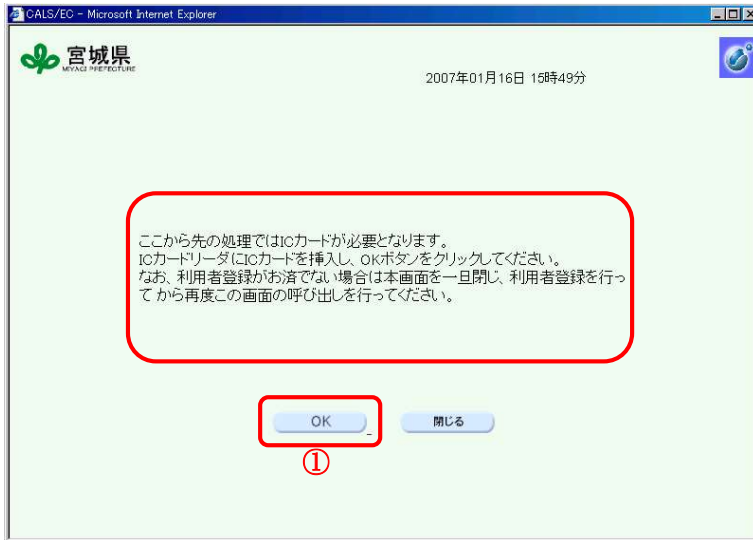 CALS/EC - Microsoft Internet Explorer
宮城県
MIYAGI PREFECTURE
2007年01月16日 15時49分
ここから先の処理ではICカードが必要となります。
ICカードリーダにICカードを挿入し、OKボタンをクリックしてください。
なお、利用者登録がお済でない場合は本画面を一旦閉じ、利用者登録を行っ
て から再度この画面の呼び出しを行ってください。
OK 閉じる
①